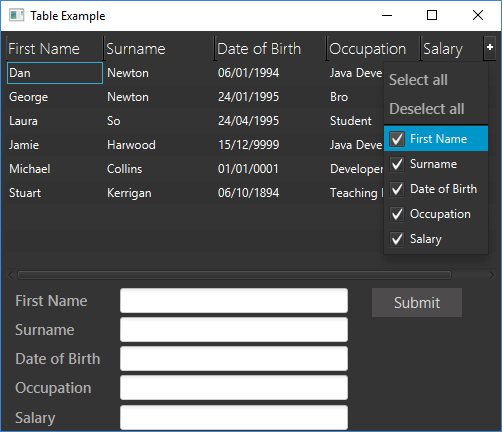 Table Example
First Name Surname Date of Birth Occupation Salary +
Dan Newton 06/01/1994 Java Deve
George Newton 24/01/1995 Bro
Laura So 24/04/1995 Student
Jamie Harwood 15/12/9999 Java Deve
Michael Collins 01/01/0001 Developer
Stuart Kerrigan 06/10/1894 Teaching
Select all
Deselect all
First Name
Surname
Date of Birth
Occupation
Salary
First Name Submit
Surname
Date of Birth
Occupation
Salary